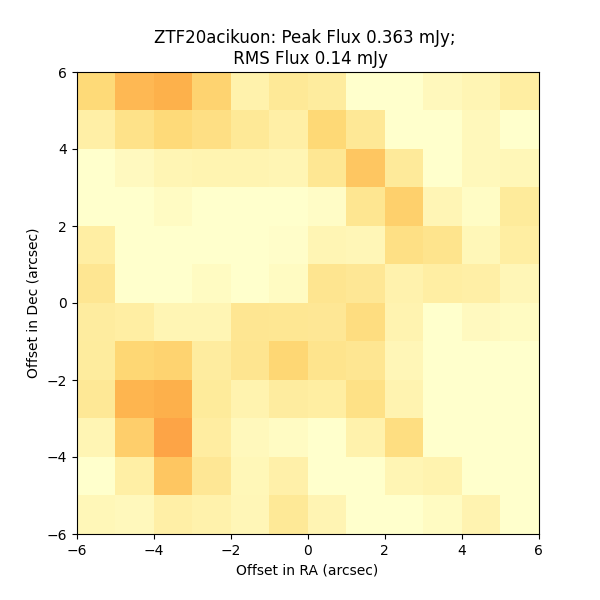 ZTF20acikuon: Peak Flux 0.363 mJy;
RMS Flux 0.14 mJy
6
4
2
0
−2
−4
−6
Offset in Dec (arcsec)
−6 −4 −2 0 2 4 6
Offset in RA (arcsec)